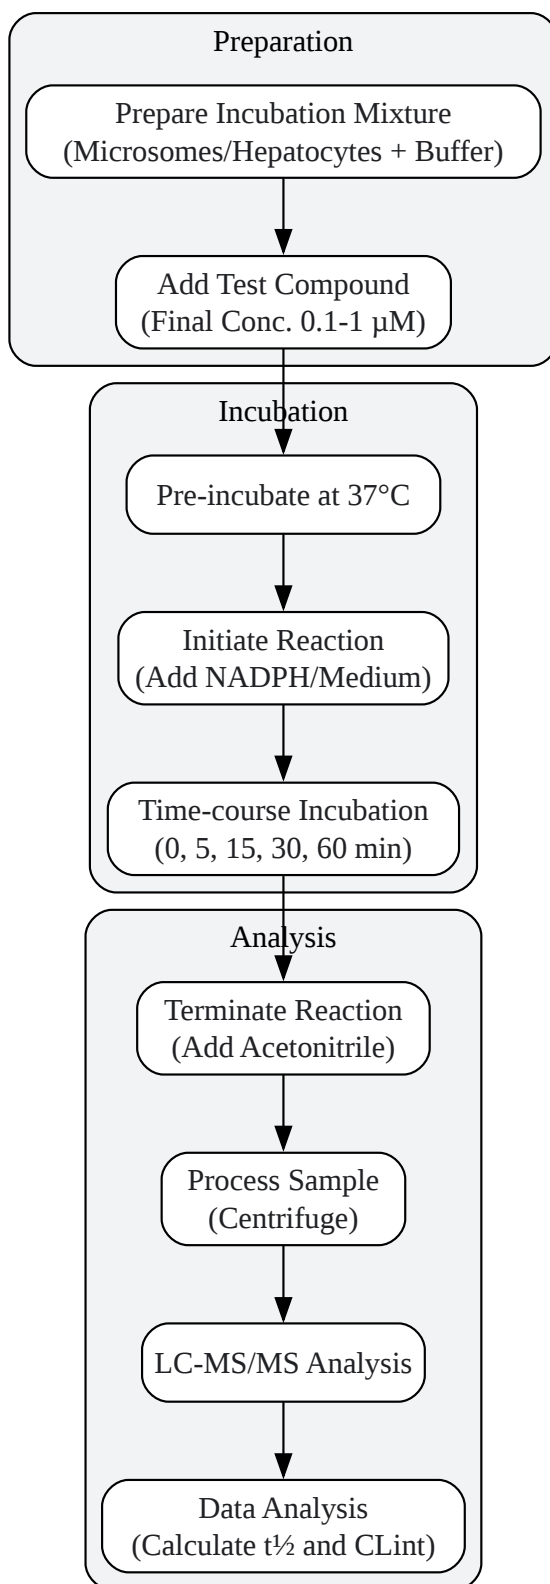 Preparation
Prepare Incubation Mixture
(Microsomes/Hepatocytes + Buffer)
Add Test Compound
(Final Conc. 0.1-1 µM)
Incubation
Pre-incubate at 37°C
Initiate Reaction
(Add NADPH/Medium)
Time-course Incubation
(0, 5, 15, 30, 60 min)
Analysis
Terminate Reaction
(Add Acetonitrile)
Process Sample
(Centrifuge)
LC-MS/MS Analysis
Data Analysis
(Calculate t½ and CLint)